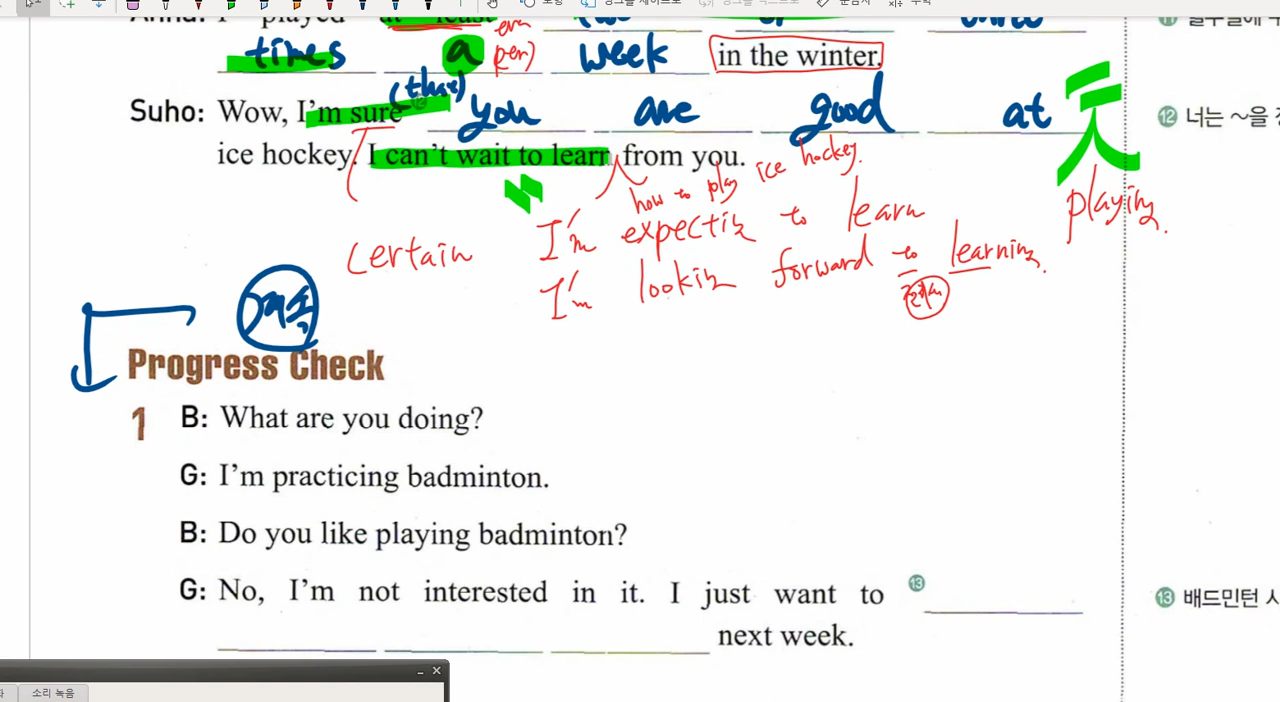 Anho: I played at least two or three
times a week in the winter.
per)
(that)
Suho: Wow, I'm sure ⑫ you are good at
ice hockey. I can't wait to learn from you.
how to play ice hockey.
playing.
certain
I'm expecting to learn
I'm looking forward to learning.
전치사
계속
Progress Check
1 B: What are you doing?
G: I'm practicing badminton.
B: Do you like playing badminton?
G: No, I'm not interested in it. I just want to ⑬
next week.
⑫ 너는 ~을
⑬ 배드민턴
소리 녹음